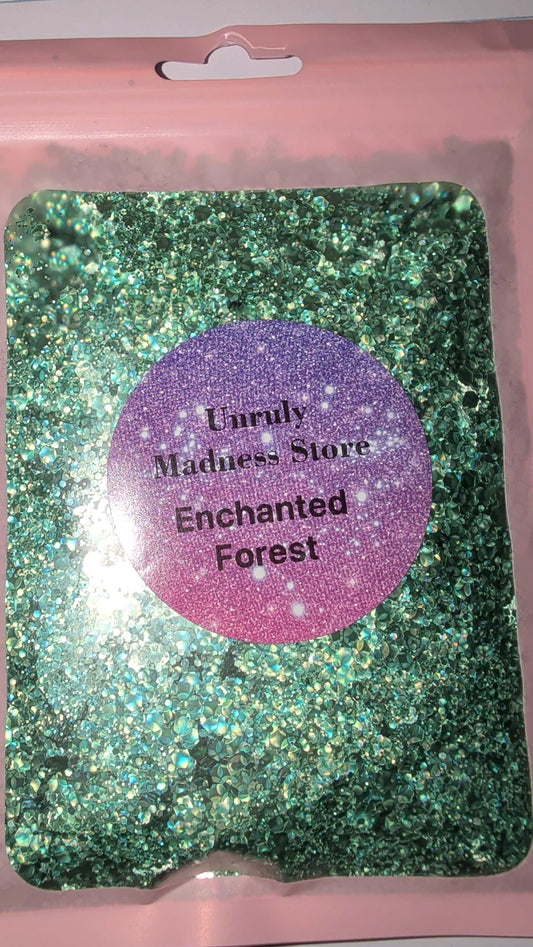 Unruly
Madness Store
Enchanted
Forest